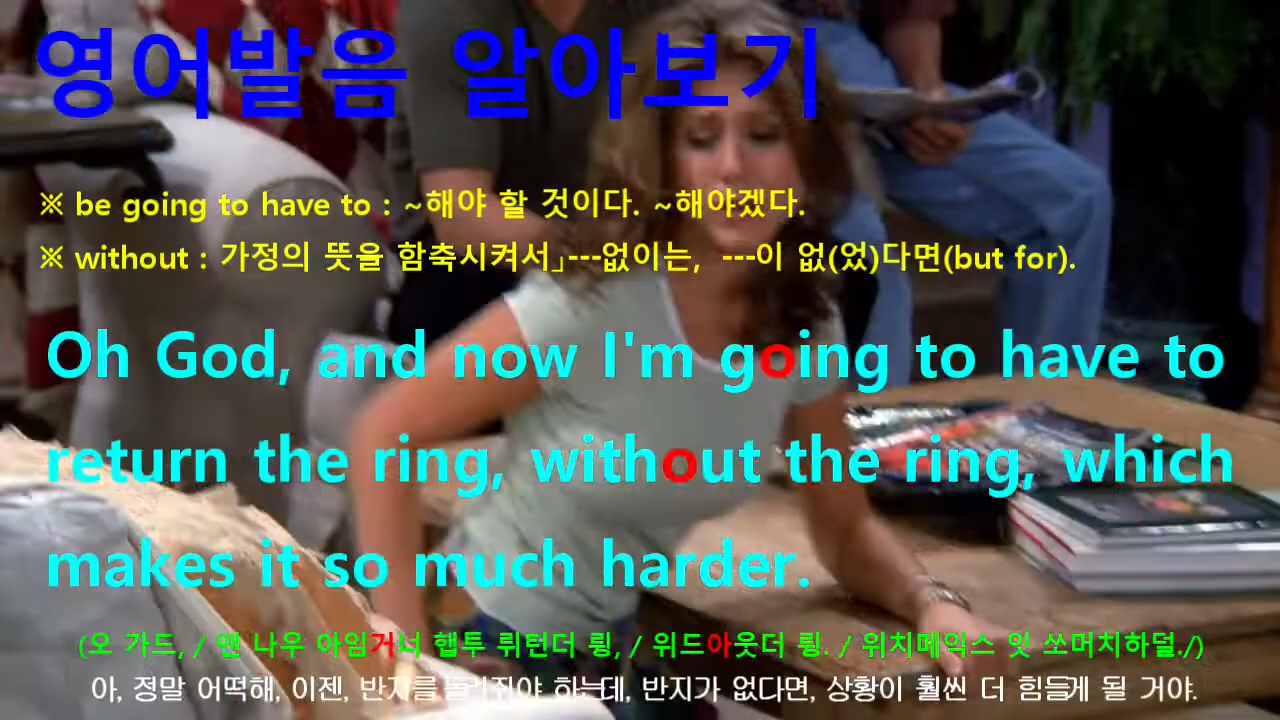 영어발음 알아보기
※ be going to have to : ~해야 할 것이다. ~해야겠다.
※ without : 가정의 뜻을 함축시켜서」---없이는, ---이 없(었)다면(but for).
Oh God, and now I'm going to have to
return the ring, without the ring, which
makes it so much harder.
(오 가드, / 앤 나우 아임거너 햅투 뤼턴더 륑, / 위드아웃더 륑. / 위치메익스 잇 쏘머치하덜./)
아, 정말 어떡해, 이젠, 반지를 돌려줘야 하는데, 반지가 없다면, 상황이 훨씬 더 힘들게 될 거야.